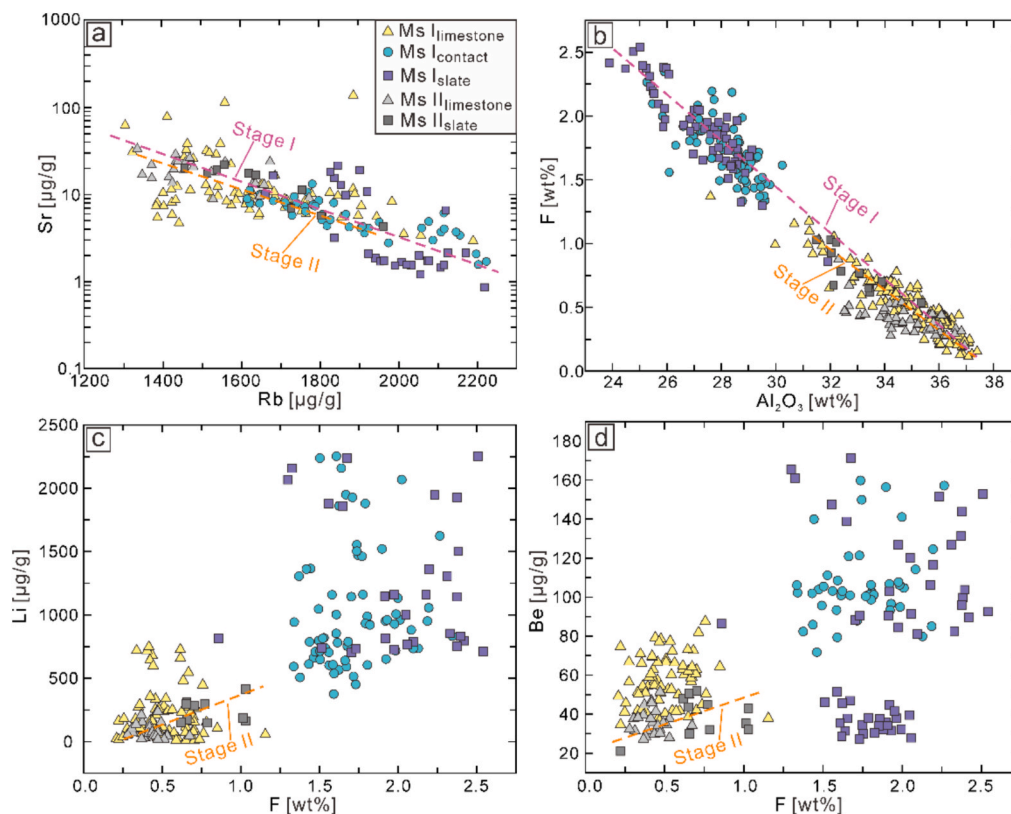 a
1000
100
10
1
0.1
Sr [µg/g]
1200 1400 1600 1800 2000 2200
Rb [µg/g]
Stage I
Stage II
Ms I limestone
Ms I contact
Ms I slate
Ms II limestone
Ms II slate
b
2.5
2.0
1.5
1.0
0.5
0.0
F [wt%]
24 26 28 30 32 34 36 38
Al₂O₃ [wt%]
Stage I
Stage II
c
2500
2000
1500
1000
500
0
Li [µg/g]
0.0 0.5 1.0 1.5 2.0 2.5
F [wt%]
Stage II
d
180
160
140
120
100
80
60
40
20
Be [µg/g]
0.0 0.5 1.0 1.5 2.0 2.5
F [wt%]
Stage II